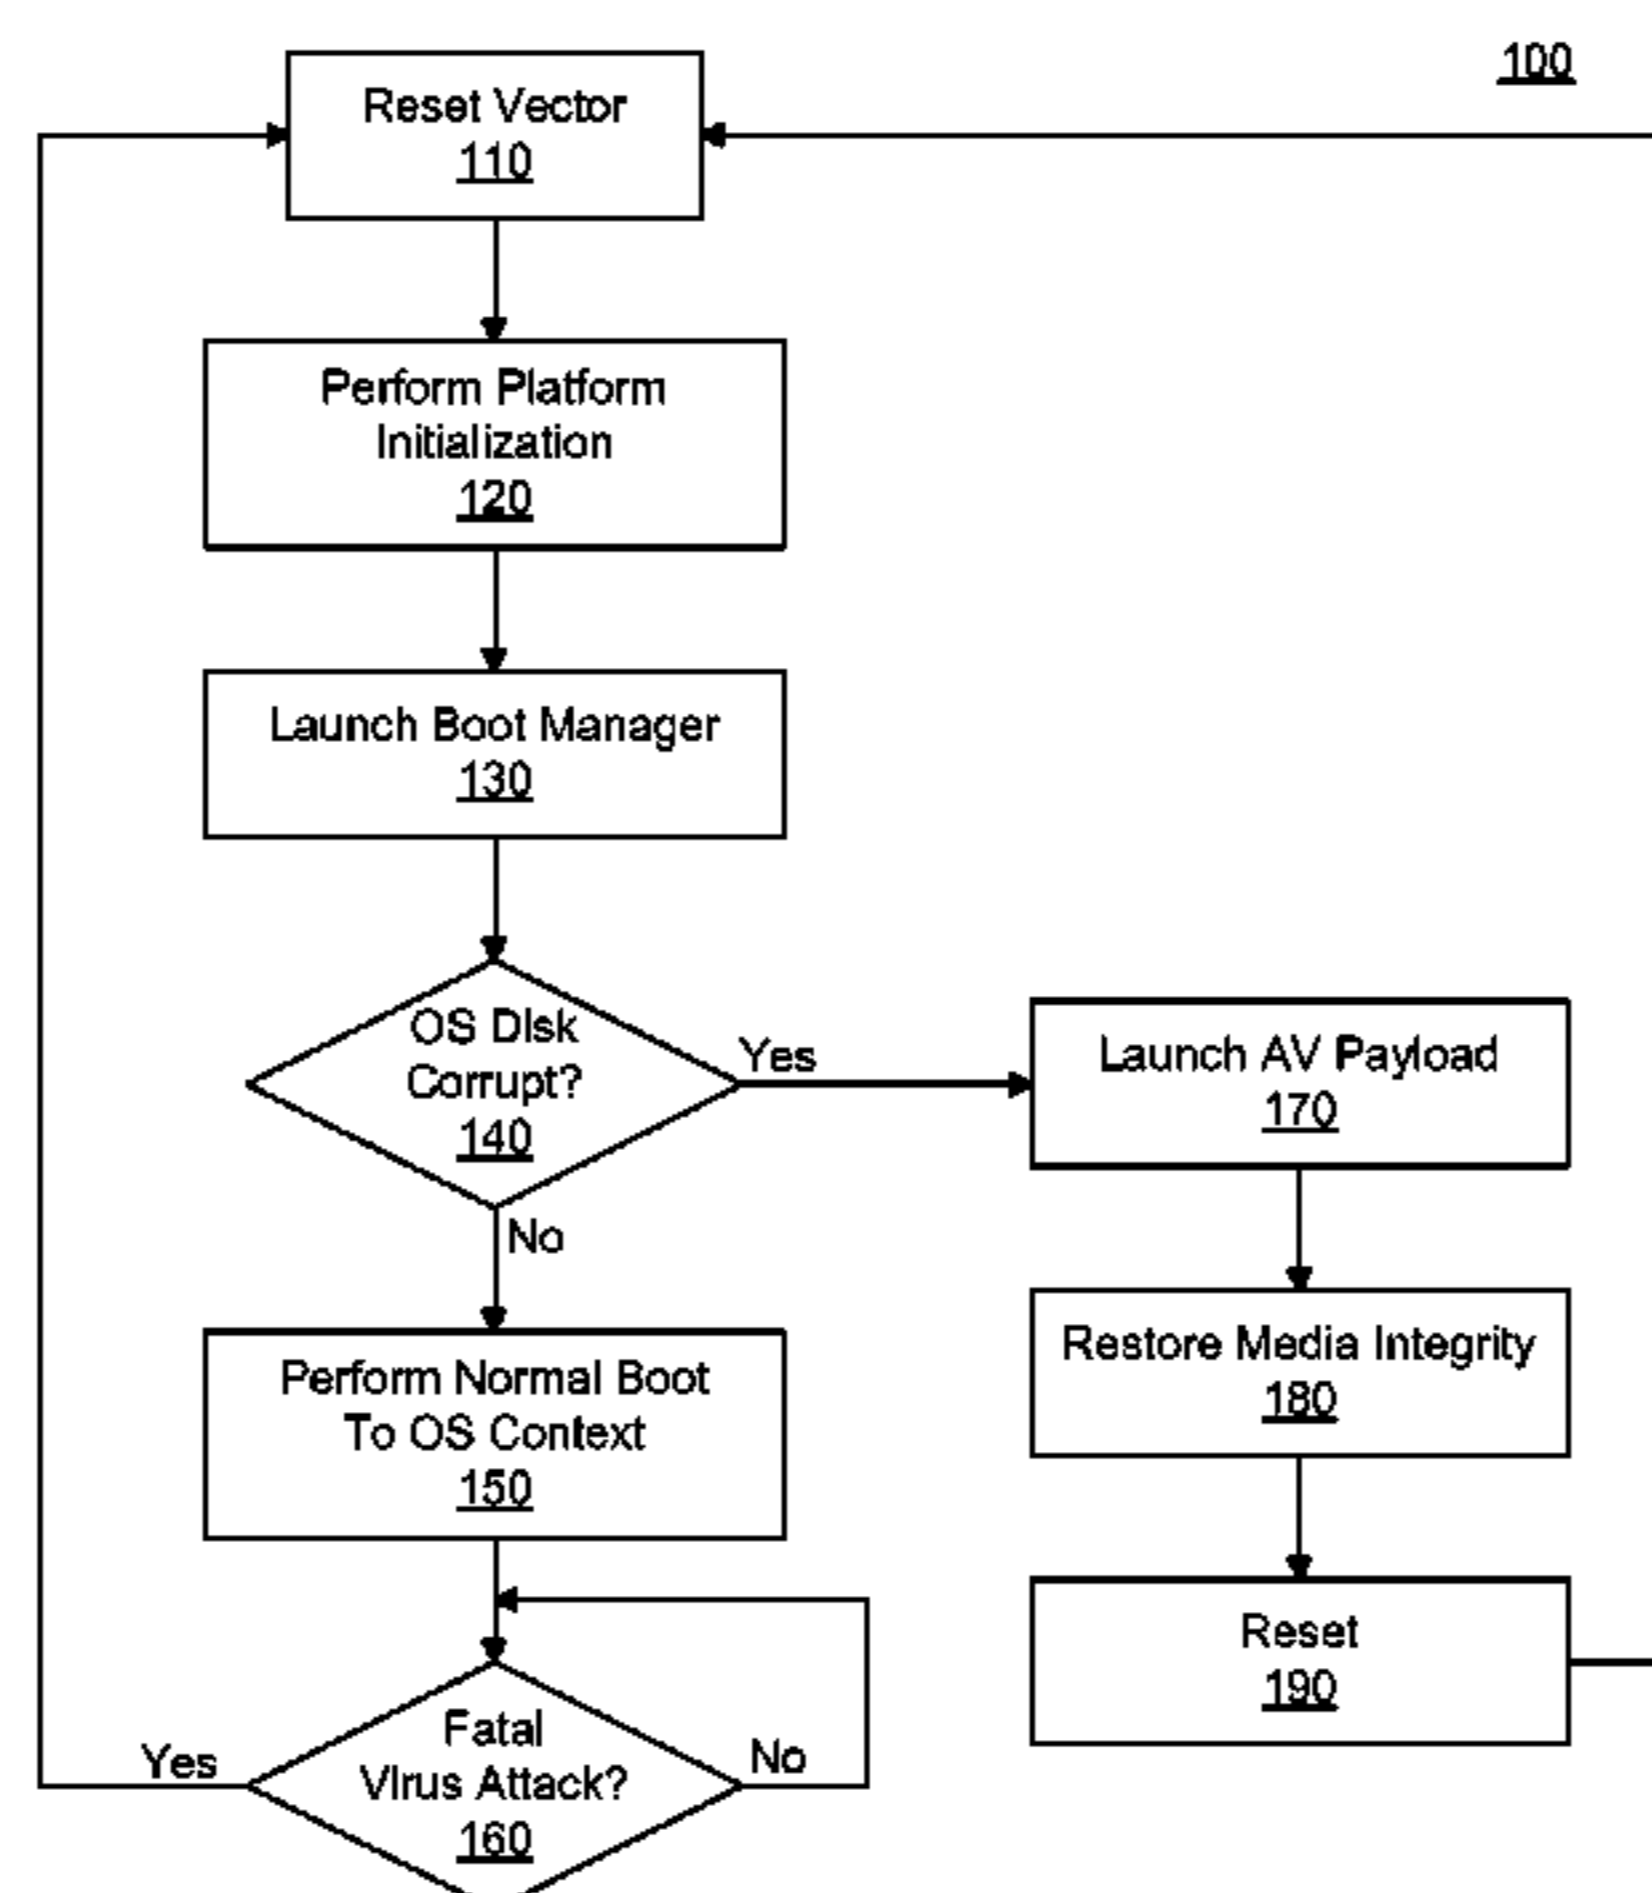 100
Reset Vector
110
Perform Platform
Initialization
120
Launch Boot Manager
130
OS Disk
Corrupt?
140
Yes
No
Launch AV Payload
170
Perform Normal Boot
To OS Context
150
Restore Media Integrity
180
Reset
190
Fatal
Virus Attack?
160
Yes
No